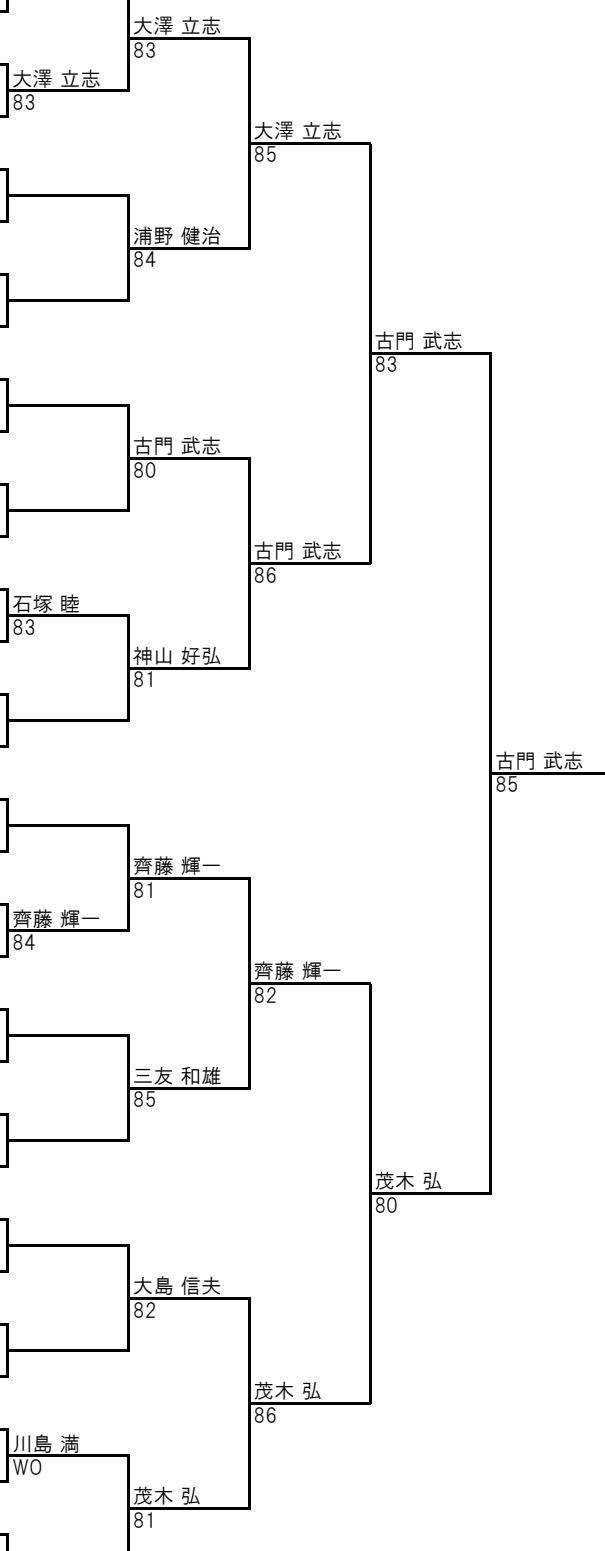 大澤 立志
83
大澤 立志
83
大澤 立志
85
浦野 健治
84
古門 武志
83
古門 武志
80
古門 武志
86
石塚 睦
83
神山 好弘
81
古門 武志
85
齊藤 輝一
81
齊藤 輝一
84
齊藤 輝一
82
三友 和雄
85
茂木 弘
80
大島 信夫
82
茂木 弘
86
川島 満
WO
茂木 弘
81